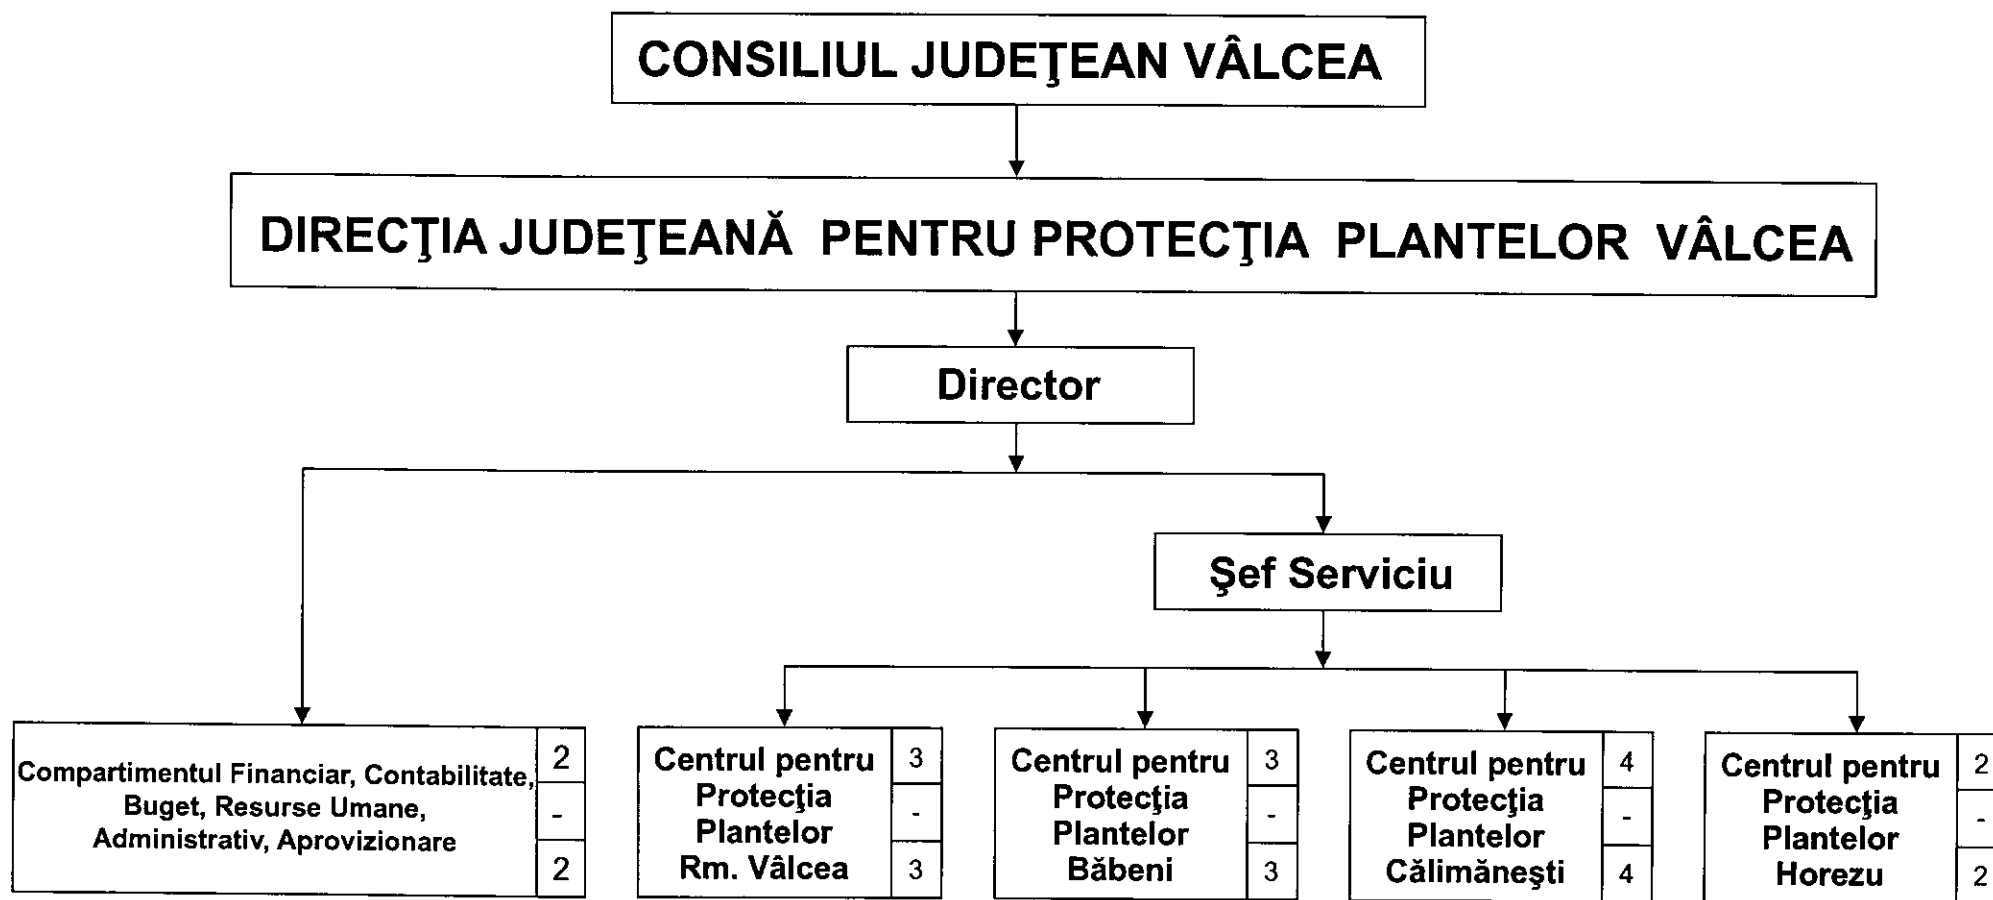 CONSILIUL JUDEŢEAN VÂLCEA
DIRECŢIA JUDEŢEANĂ PENTRU PROTECŢIA PLANTELOR VÂLCEA
Director
Şef Serviciu
Compartimentul Financiar, Contabilitate,
Buget, Resurse Umane,
Administrativ, Aprovizionare
2
-
2
Centrul pentru
Protecţia
Plantelor
Rm. Vâlcea
3
-
3
Centrul pentru
Protecţia
Plantelor
Băbeni
3
-
3
Centrul pentru
Protecţia
Plantelor
Călimăneşti
4
-
4
Centrul pentru
Protecţia
Plantelor
Horezu
2
-
2